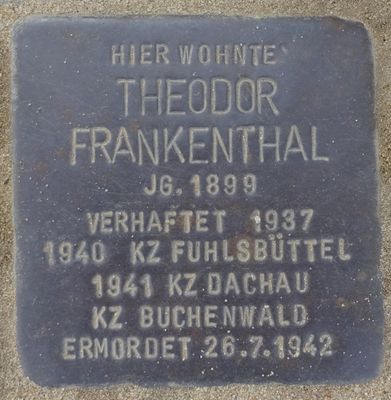 HIER WOHNTE
THEODOR
FRANKENTHAL
JG. 1899
VERHAFTET 1937
1940 KZ FUHLSBÜTTEL
1941 KZ DACHAU
KZ BUCHENWALD
ERMORDET 26.7.1942